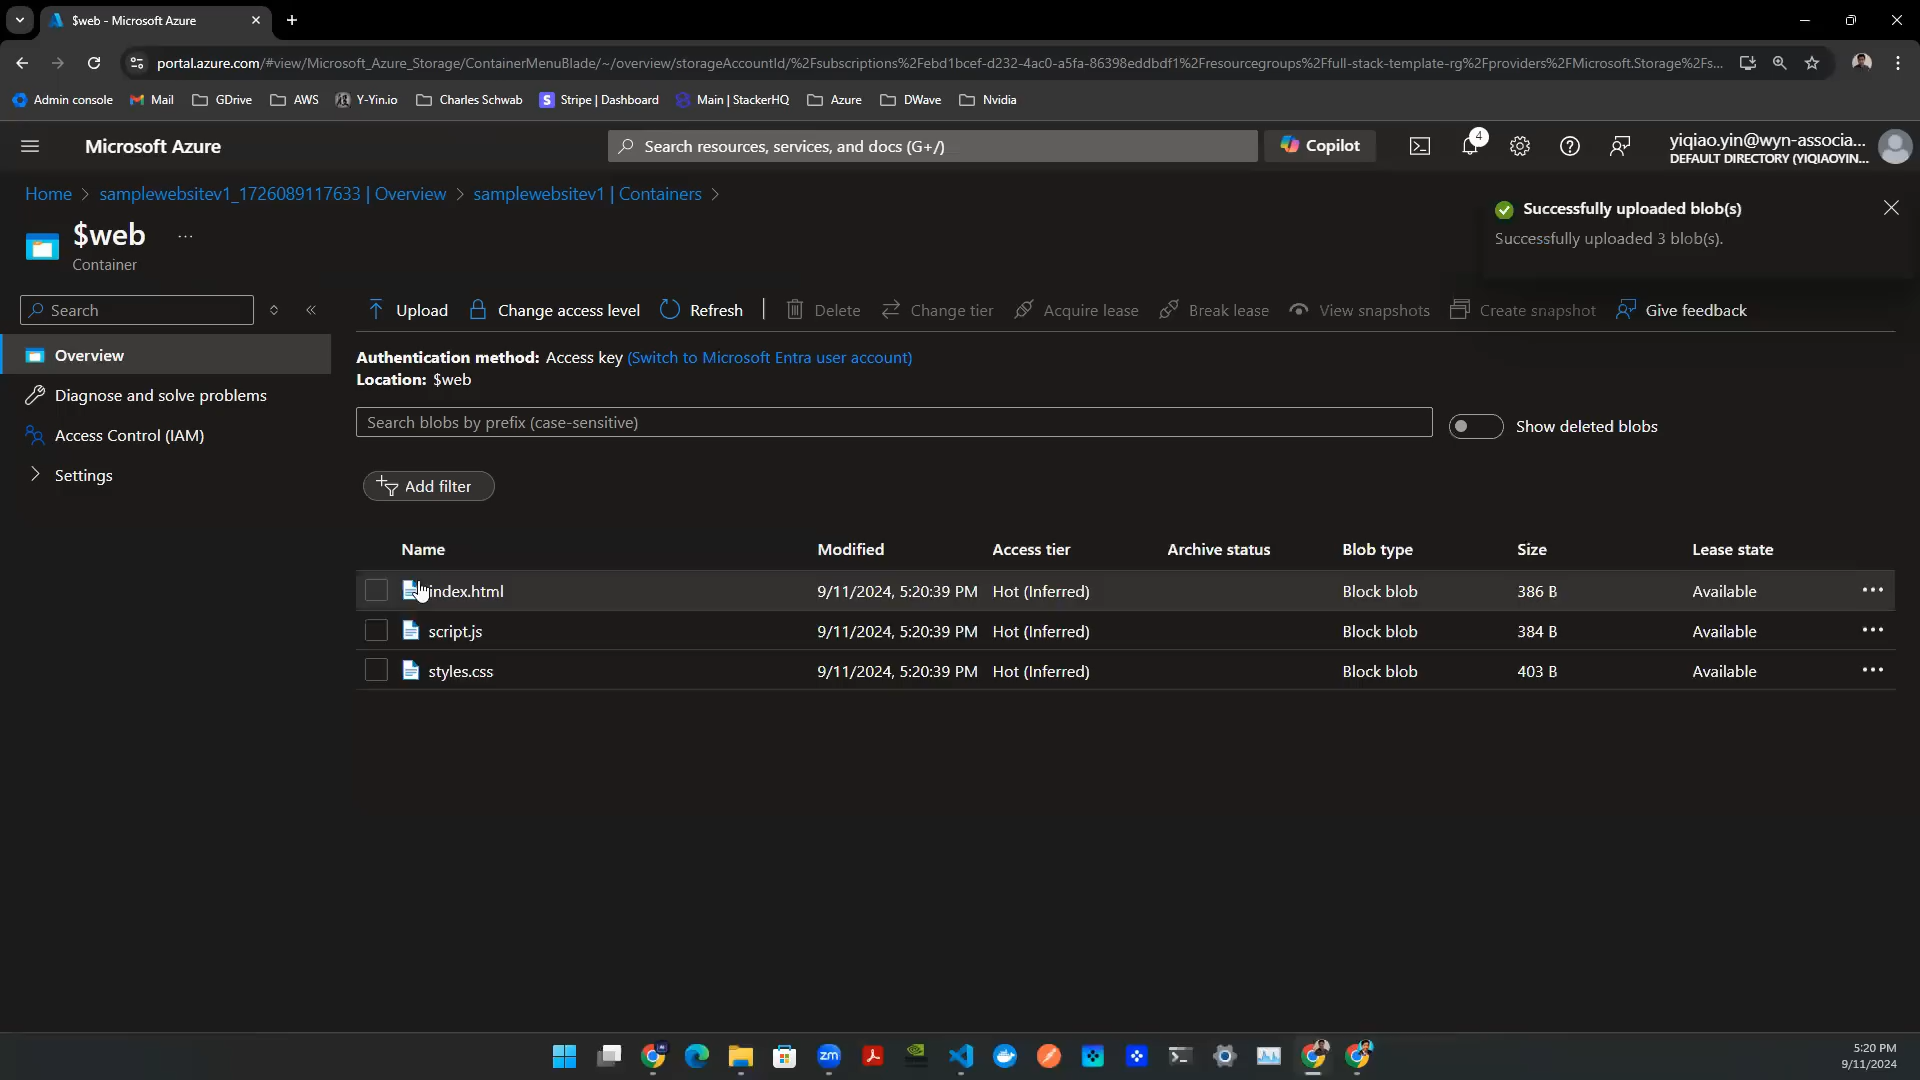 $web - Microsoft Azure
portal.azure.com/#view/Microsoft_Azure_Storage/ContainerMenuBlade/~/overview/storageAccountId/%2Fsubscriptions%2Febd1bcef-d232-4ac0-a5fa-86398eddbdf1%2Fresourcegroups%2Ffull-stack-template-rg%2Fproviders%2FMicrosoft.Storage%2Fs...
Admin console Mail GDrive AWS Y-Yin.io Charles Schwab Stripe | Dashboard Main | StackerHQ Azure DWave Nvidia
Microsoft Azure
Search resources, services, and docs (G+/)
Copilot
4
yiqiao.yin@wyn-associa...
DEFAULT DIRECTORY (YIQIAOYIN...
Home > samplewebsitev1_1726089117633 | Overview > samplewebsitev1 | Containers >
$web ...
Container
Successfully uploaded blob(s)
Successfully uploaded 3 blob(s).
Search
Overview
Diagnose and solve problems
Access Control (IAM)
Settings
Upload Change access level Refresh | Delete Change tier Acquire lease Break lease View snapshots Create snapshot Give feedback
Authentication method: Access key (Switch to Microsoft Entra user account)
Location: $web
Search blobs by prefix (case-sensitive)
Show deleted blobs
Add filter
Name Modified Access tier Archive status Blob type Size Lease state
index.html 9/11/2024, 5:20:39 PM Hot (Inferred) Block blob 386 B Available ...
script.js 9/11/2024, 5:20:39 PM Hot (Inferred) Block blob 384 B Available ...
styles.css 9/11/2024, 5:20:39 PM Hot (Inferred) Block blob 403 B Available ...
zm
5:20 PM
9/11/2024